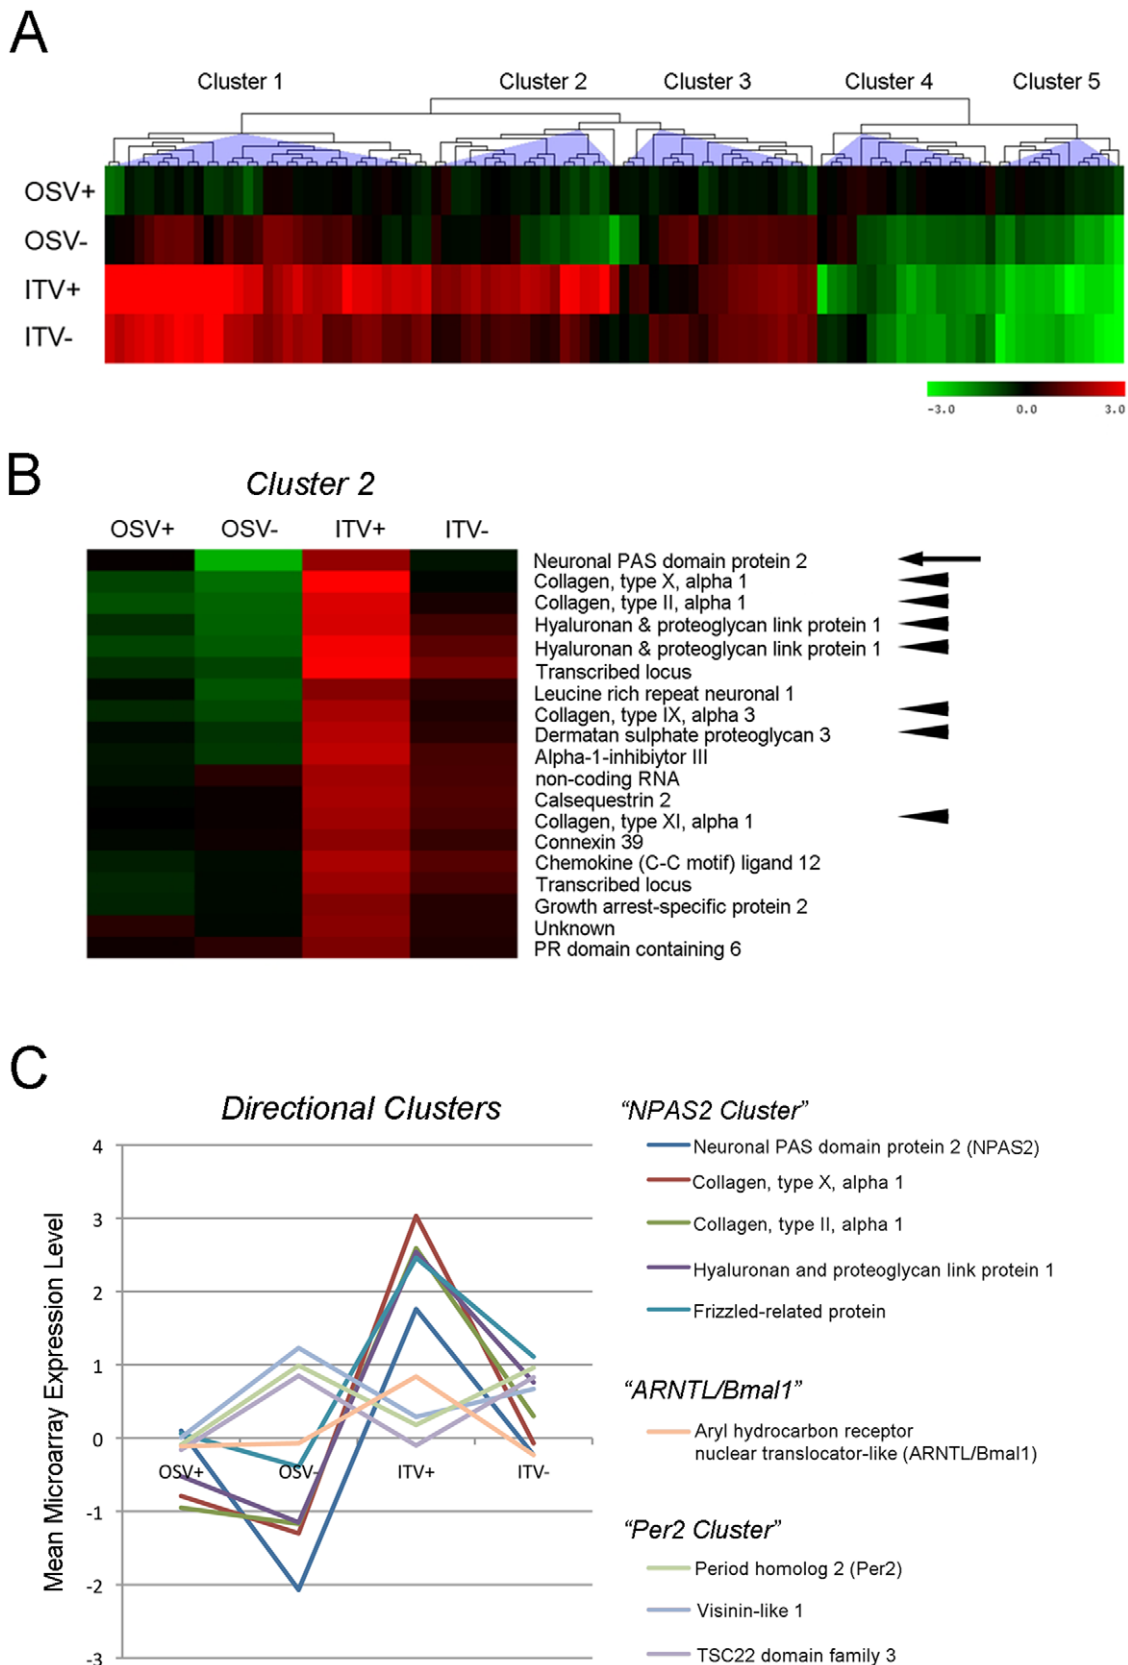 A
Cluster 1 Cluster 2 Cluster 3 Cluster 4 Cluster 5
OSV+
OSV-
ITV+
ITV-
-3.0 0.0 3.0
B
Cluster 2
OSV+ OSV- ITV+ ITV-
Neuronal PAS domain protein 2
Collagen, type X, alpha 1
Collagen, type II, alpha 1
Hyaluronan & proteoglycan link protein 1
Hyaluronan & proteoglycan link protein 1
Transcribed locus
Leucine rich repeat neuronal 1
Collagen, type IX, alpha 3
Dermatan sulphate proteoglycan 3
Alpha-1-inhibiytor III
non-coding RNA
Calsequestrin 2
Collagen, type XI, alpha 1
Connexin 39
Chemokine (C-C motif) ligand 12
Transcribed locus
Growth arrest-specific protein 2
Unknown
PR domain containing 6
C
Directional Clusters
Mean Microarray Expression Level
4
3
2
1
0
-1
-2
-3
OSV+ OSV- ITV+ ITV-
“NPAS2 Cluster”
Neuronal PAS domain protein 2 (NPAS2)
Collagen, type X, alpha 1
Collagen, type II, alpha 1
Hyaluronan and proteoglycan link protein 1
Frizzled-related protein
“ARNTL/Bmal1”
Aryl hydrocarbon receptor
nuclear translocator-like (ARNTL/Bmal1)
“Per2 Cluster”
Period homolog 2 (Per2)
Visinin-like 1
TSC22 domain family 3